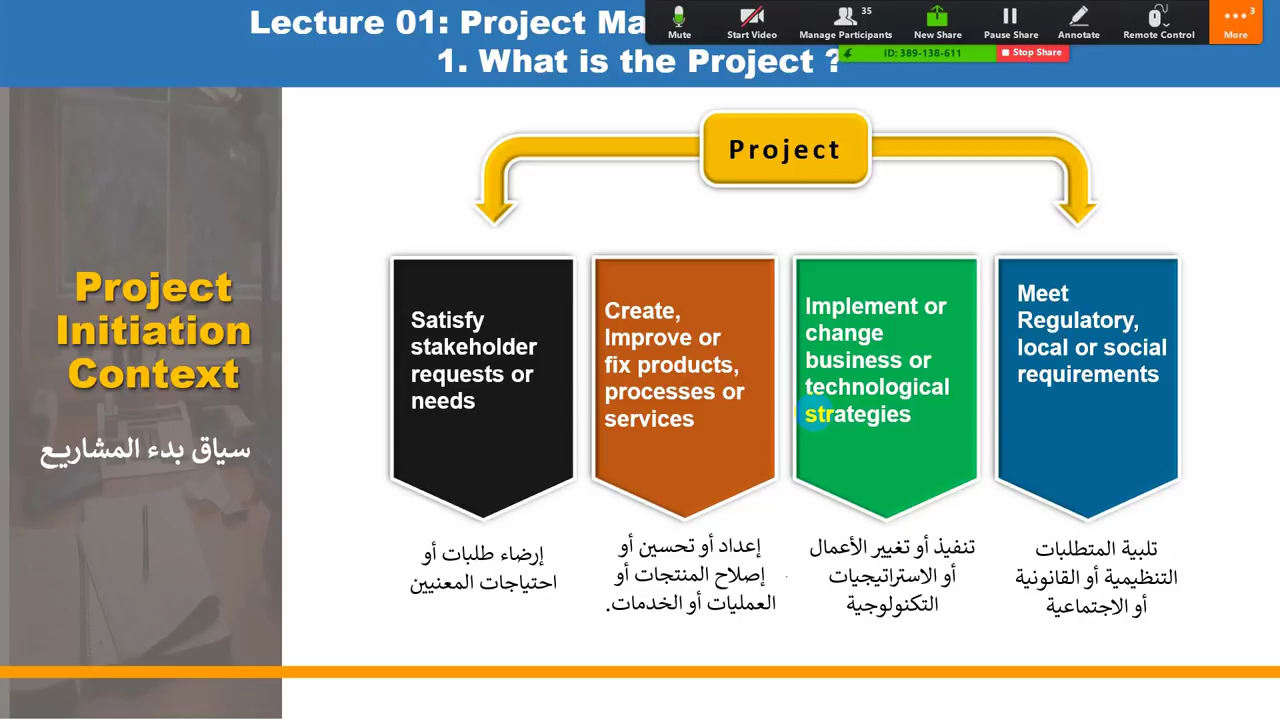 Lecture 01: Project Ma
1. What is the Project ?
Mute
Start Video
35
Manage Participants
New Share
Pause Share
Annotate
Remote Control
3
More
ID: 389-138-611
Stop Share
Project
Project
Initiation
Context
سياق بدء المشاريع
Satisfy
stakeholder
requests or
needs
Create,
Improve or
fix products,
processes or
services
Implement or
change
business or
technological
strategies
Meet
Regulatory,
local or social
requirements
إرضاء طلبات أو
احتياجات المعنيين
إعداد أو تحسين أو
إصلاح المنتجات أو
العمليات أو الخدمات.
تنفيذ أو تغيير الأعمال
أو الاستراتيجيات
التكنولوجية
تلبية المتطلبات
التنظيمية أو القانونية
أو الاجتماعية